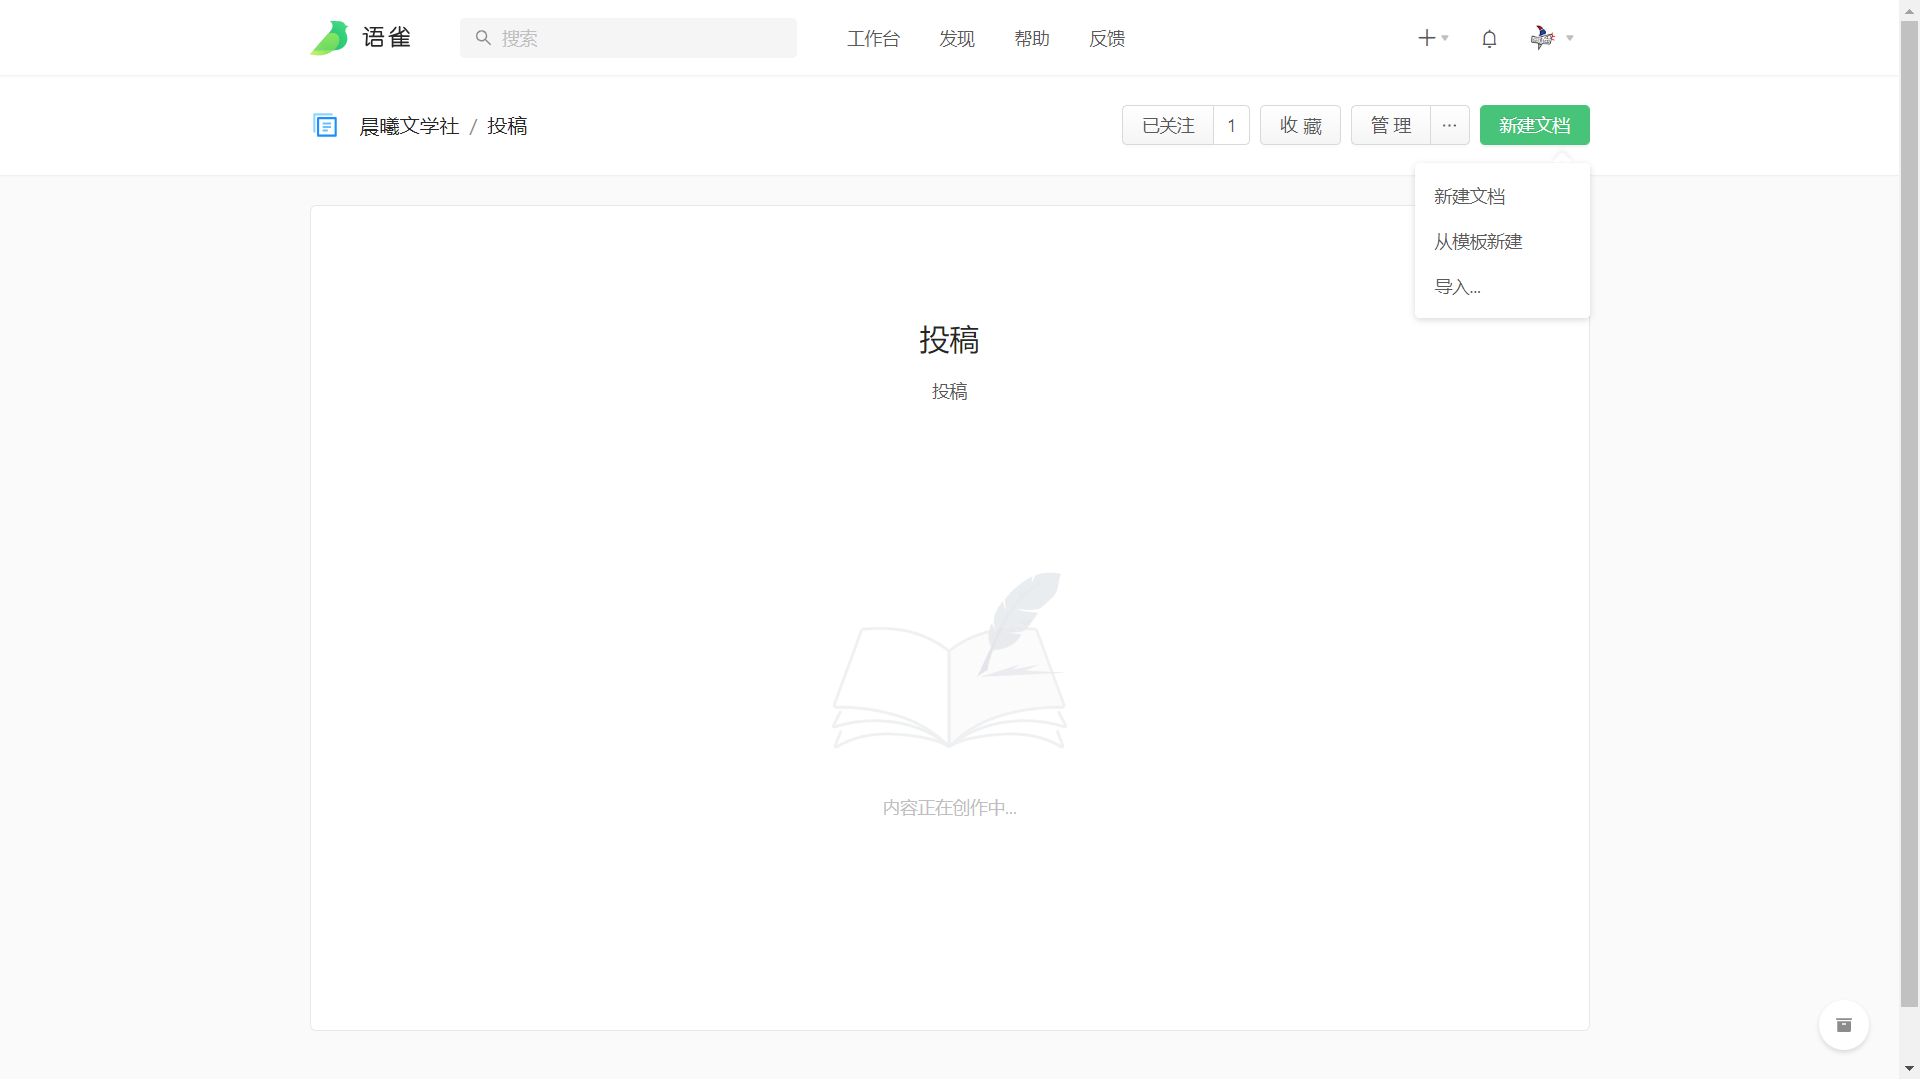 语雀
搜索
工作台 发现 帮助 反馈
晨曦文学社 / 投稿
已关注 1 收 藏 管 理 ··· 新建文档
新建文档
从模板新建
导入...
投稿
投稿
内容正在创作中...